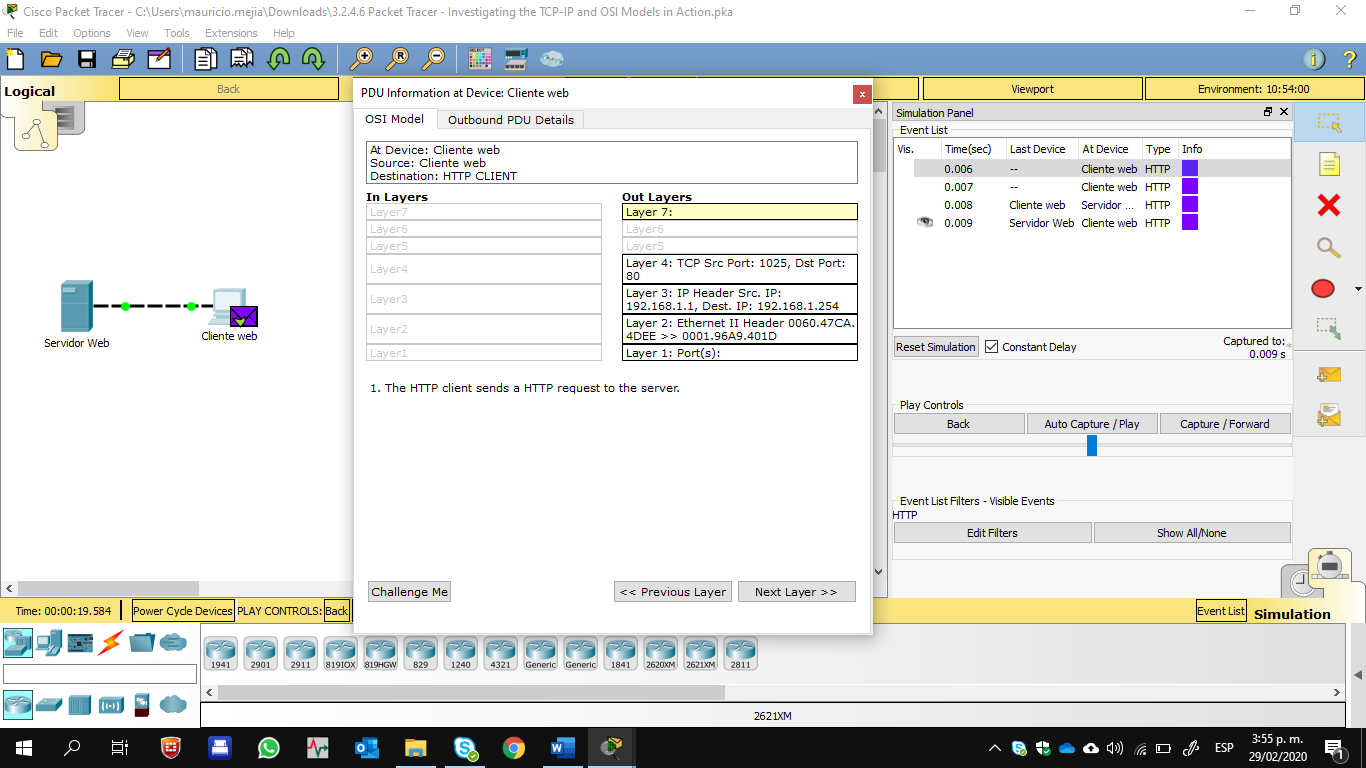 Cisco Packet Tracer - C:\Users\mauricio.mejia\Downloads\3.2.4.6 Packet Tracer - Investigating the TCP-IP and OSI Models in Action.pka
File Edit Options View Tools Extensions Help
Logical
Back
Viewport
Environment: 10:54:00
Servidor Web
Cliente web
PDU Information at Device: Cliente web
OSI Model
Outbound PDU Details
At Device: Cliente web
Source: Cliente web
Destination: HTTP CLIENT
In Layers
Layer7
Layer6
Layer5
Layer4
Layer3
Layer2
Layer1
Out Layers
Layer 7:
Layer6
Layer5
Layer 4: TCP Src Port: 1025, Dst Port:
80
Layer 3: IP Header Src. IP:
192.168.1.1, Dest. IP: 192.168.1.254
Layer 2: Ethernet II Header 0060.47CA.
4DEE >> 0001.96A9.401D
Layer 1: Port(s):
1. The HTTP client sends a HTTP request to the server.
Challenge Me
<< Previous Layer
Next Layer >>
Simulation Panel
Event List
Vis. Time(sec) Last Device At Device Type Info
0.006 -- Cliente web HTTP
0.007 -- Cliente web HTTP
0.008 Cliente web Servidor ... HTTP
0.009 Servidor Web Cliente web HTTP
Reset Simulation
Constant Delay
Captured to:
0.009 s
Play Controls
Back
Auto Capture / Play
Capture / Forward
Event List Filters - Visible Events
HTTP
Edit Filters
Show All/None
Time: 00:00:19.584
Power Cycle Devices
PLAY CONTROLS:
Back
Event List
Simulation
1941
2901
2911
819IOX
819HGW
829
1240
4321
Generic
Generic
1841
2620XM
2621XM
2811
2621XM
ESP
3:55 p. m.
29/02/2020
1